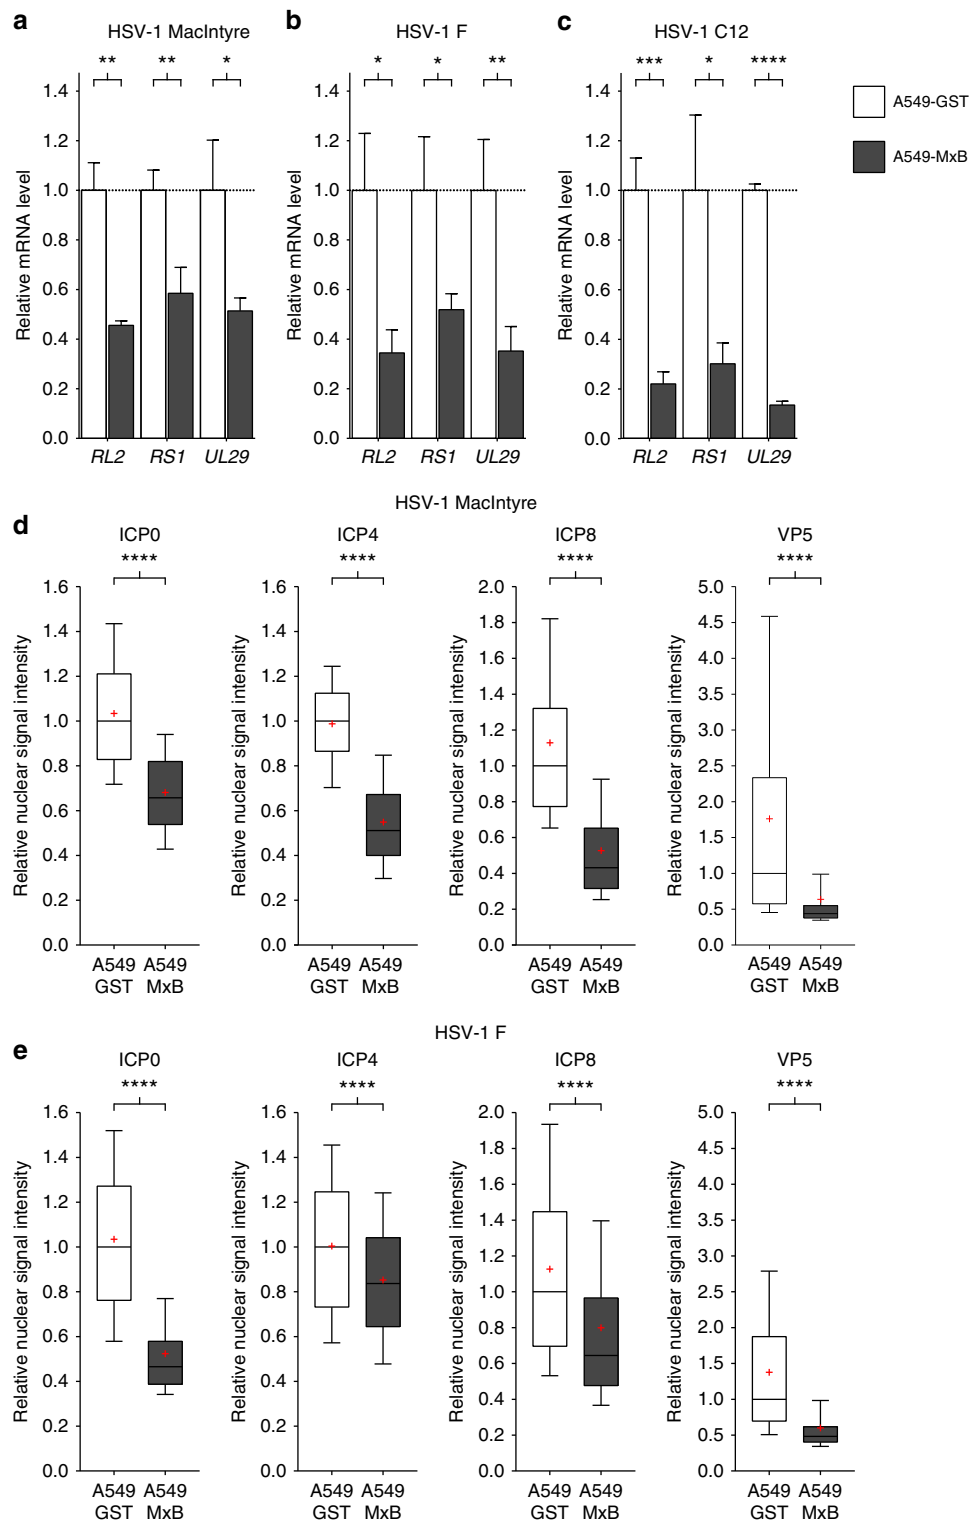 a
HSV-1 MacIntyre
** ** *
Relative mRNA level
1.4
1.2
1.0
0.8
0.6
0.4
0.2
0.0
RL2 RS1 UL29
b
HSV-1 F
* * **
Relative mRNA level
1.4
1.2
1.0
0.8
0.6
0.4
0.2
0.0
RL2 RS1 UL29
c
HSV-1 C12
*** * ****
Relative mRNA level
1.4
1.2
1.0
0.8
0.6
0.4
0.2
0.0
RL2 RS1 UL29
A549-GST
A549-MxB
d
HSV-1 MacIntyre
ICP0
****
Relative nuclear signal intensity
1.6
1.4
1.2
1.0
0.8
0.6
0.4
0.2
0.0
A549 A549
GST MxB
ICP4
****
Relative nuclear signal intensity
1.6
1.4
1.2
1.0
0.8
0.6
0.4
0.2
0.0
A549 A549
GST MxB
ICP8
****
Relative nuclear signal intensity
2.0
1.8
1.6
1.4
1.2
1.0
0.8
0.6
0.4
0.2
0.0
A549 A549
GST MxB
VP5
****
Relative nuclear signal intensity
5.0
4.5
4.0
3.5
3.0
2.5
2.0
1.5
1.0
0.5
0.0
A549 A549
GST MxB
e
HSV-1 F
ICP0
****
Relative nuclear signal intensity
1.6
1.4
1.2
1.0
0.8
0.6
0.4
0.2
0.0
A549 A549
GST MxB
ICP4
****
Relative nuclear signal intensity
1.6
1.4
1.2
1.0
0.8
0.6
0.4
0.2
0.0
A549 A549
GST MxB
ICP8
****
Relative nuclear signal intensity
2.0
1.8
1.6
1.4
1.2
1.0
0.8
0.6
0.4
0.2
0.0
A549 A549
GST MxB
VP5
****
Relative nuclear signal intensity
5.0
4.5
4.0
3.5
5.0
2.5
2.0
1.5
1.0
0.5
0.0
A549 A549
GST MxB